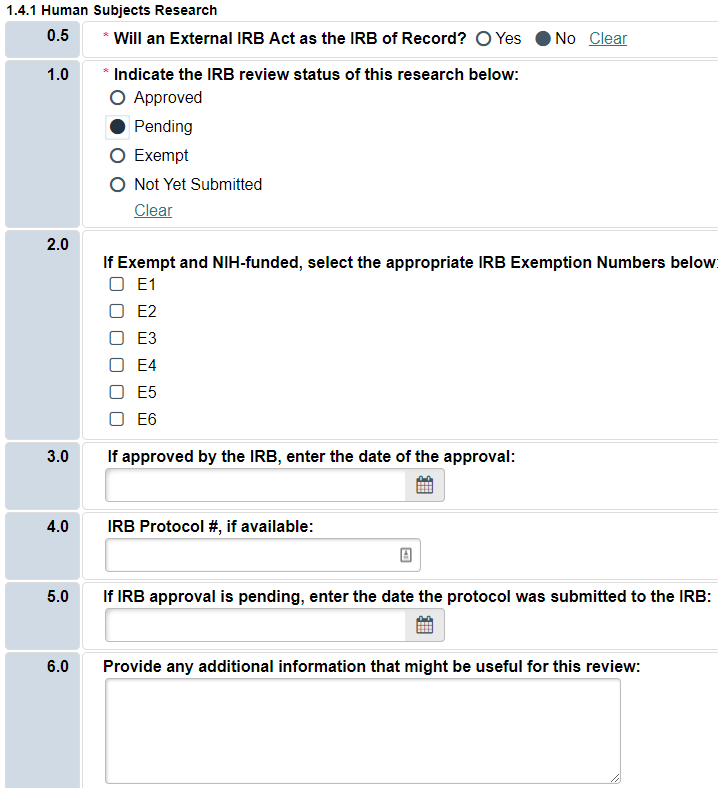 1.4.1 Human Subjects Research
0.5 * Will an External IRB Act as the IRB of Record? Yes No Clear
1.0 * Indicate the IRB review status of this research below:
Approved
Pending
Exempt
Not Yet Submitted
Clear
2.0
If Exempt and NIH-funded, select the appropriate IRB Exemption Numbers below:
E1
E2
E3
E4
E5
E6
3.0 If approved by the IRB, enter the date of the approval:
4.0 IRB Protocol #, if available:
5.0 If IRB approval is pending, enter the date the protocol was submitted to the IRB:
6.0 Provide any additional information that might be useful for this review: